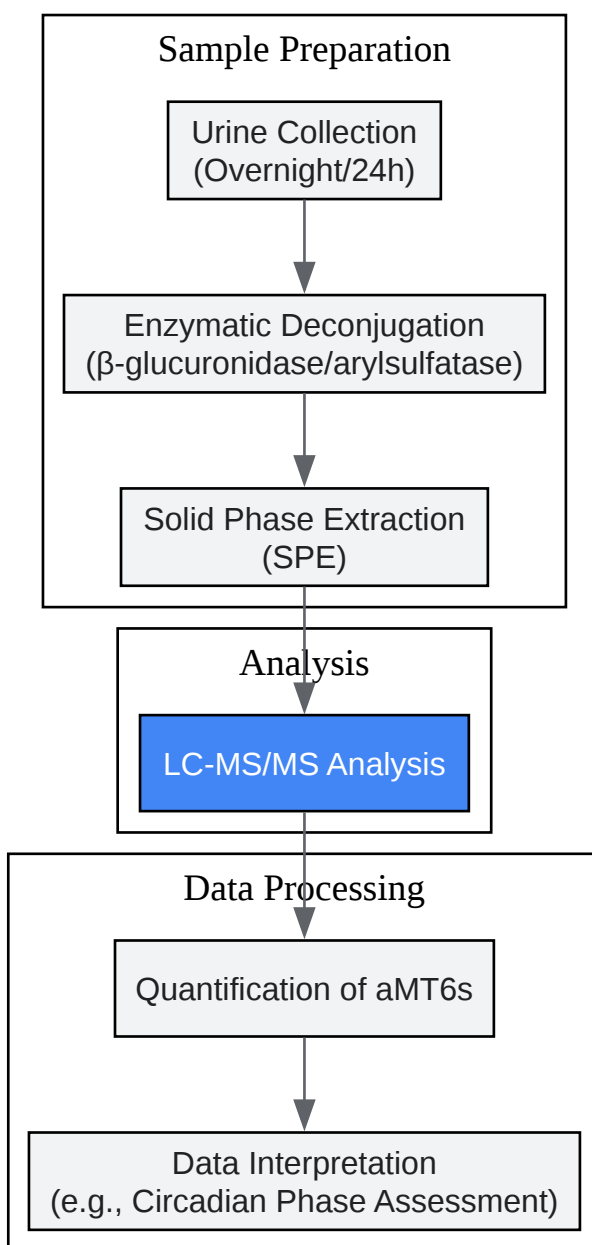 Sample Preparation
Urine Collection
(Overnight/24h)
Enzymatic Deconjugation
(β-glucuronidase/arylsulfatase)
Solid Phase Extraction
(SPE)
Analysis
LC-MS/MS Analysis
Data Processing
Quantification of aMT6s
Data Interpretation
(e.g., Circadian Phase Assessment)